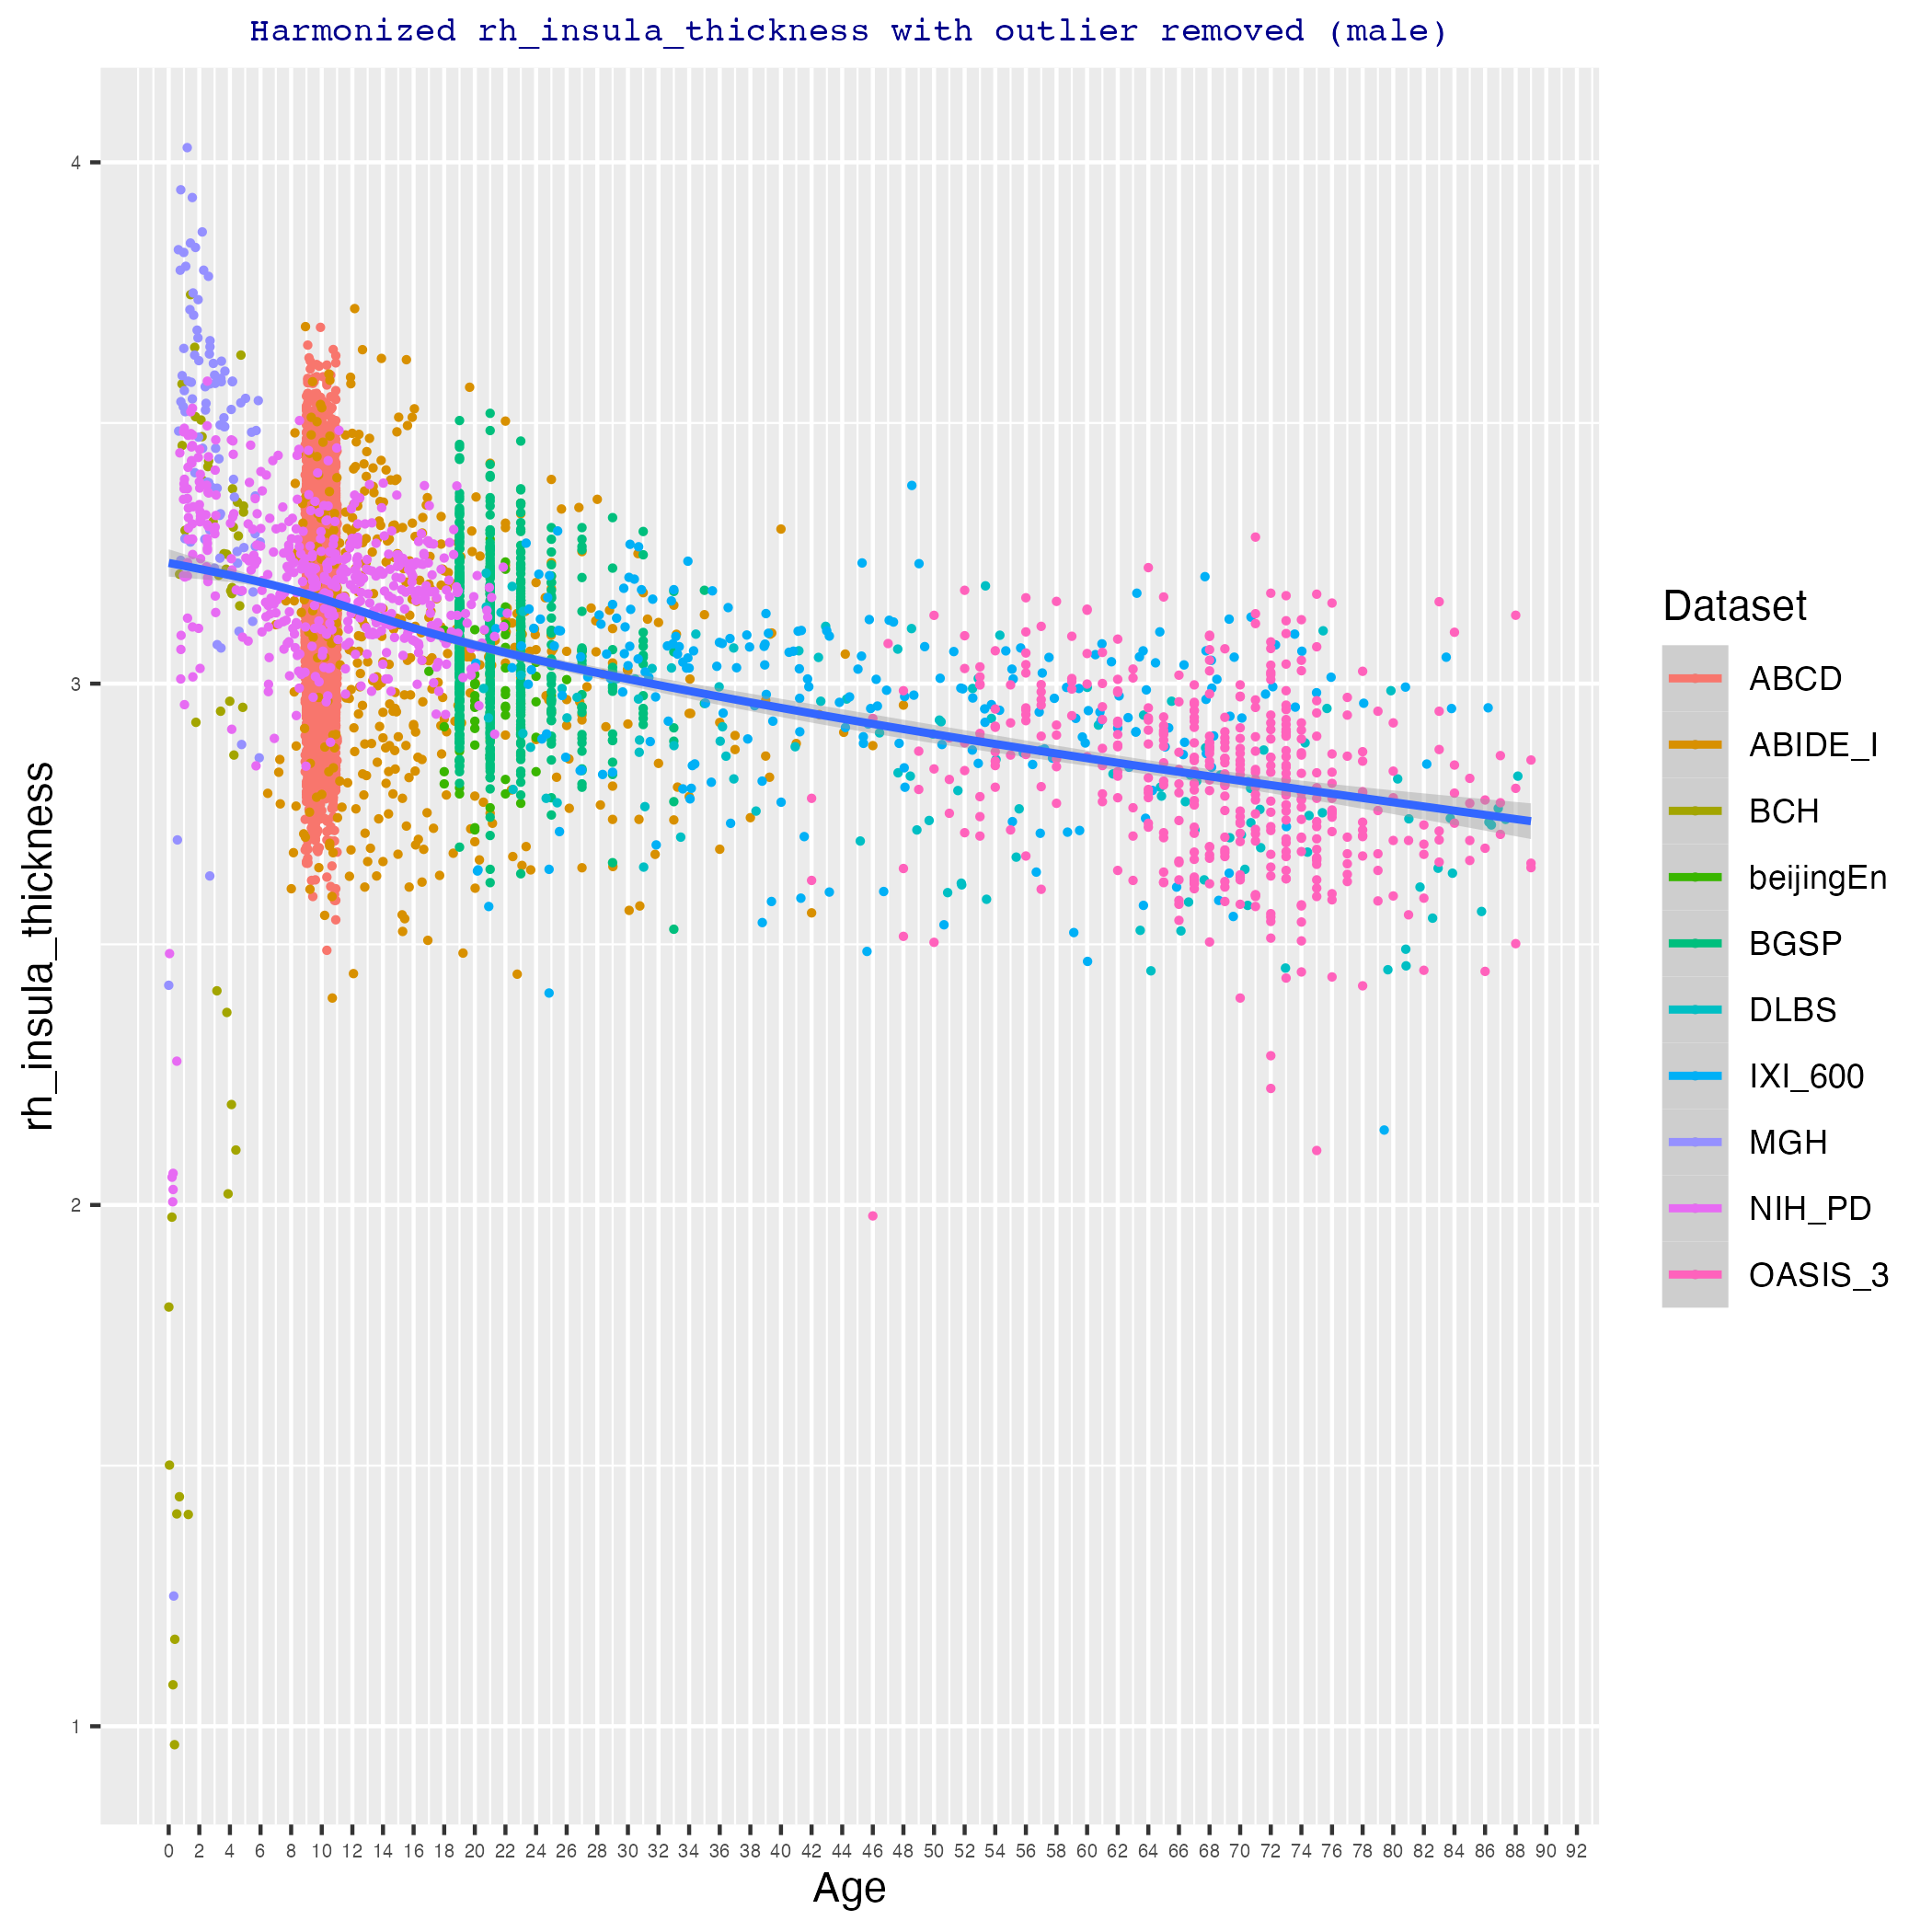 Harmonized rh_insula_thickness with outlier removed (male)
4
3
2
1
rh_insula_thickness
0 2 4 6 8 10 12 14 16 18 20 22 24 26 28 30 32 34 36 38 40 42 44 46 48 50 52 54 56 58 60 62 64 66 68 70 72 74 76 78 80 82 84 86 88 90 92
Age
Dataset
ABCD
ABIDE_I
BCH
beijingEn
BGSP
DLBS
IXI_600
MGH
NIH_PD
OASIS_3